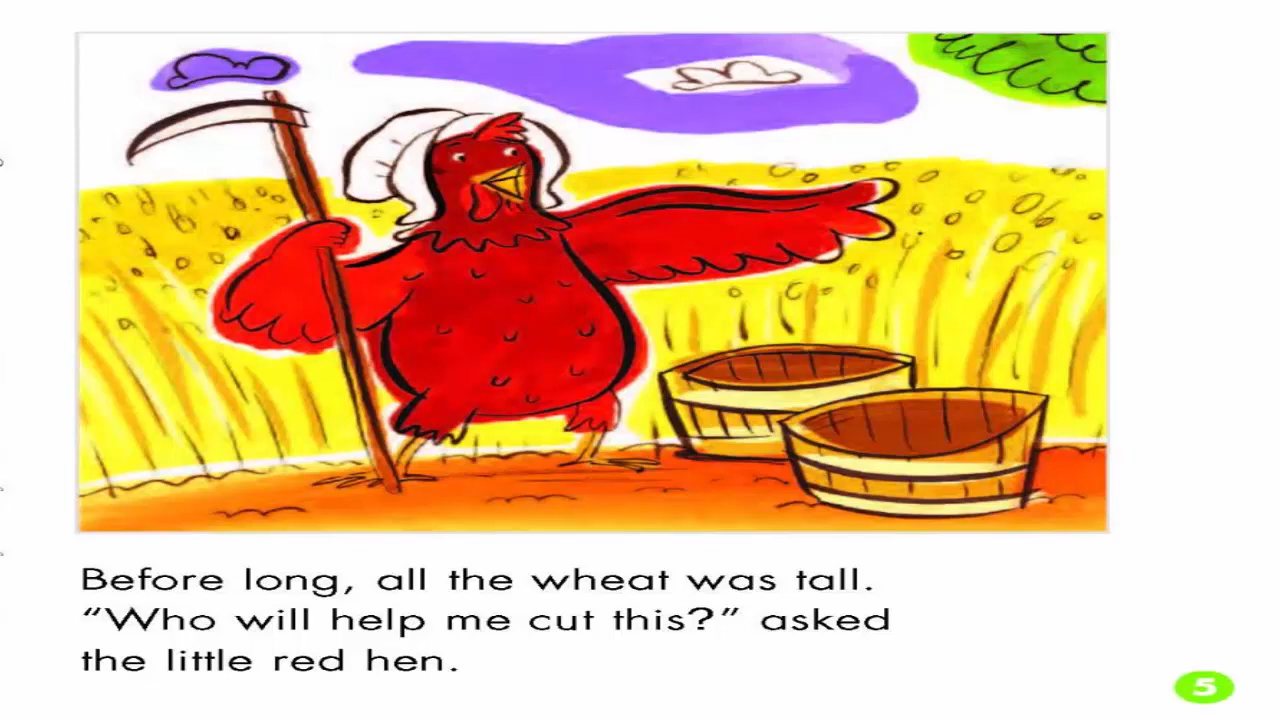 Before long, all the wheat was tall.
“Who will help me cut this?” asked
the little red hen.
5